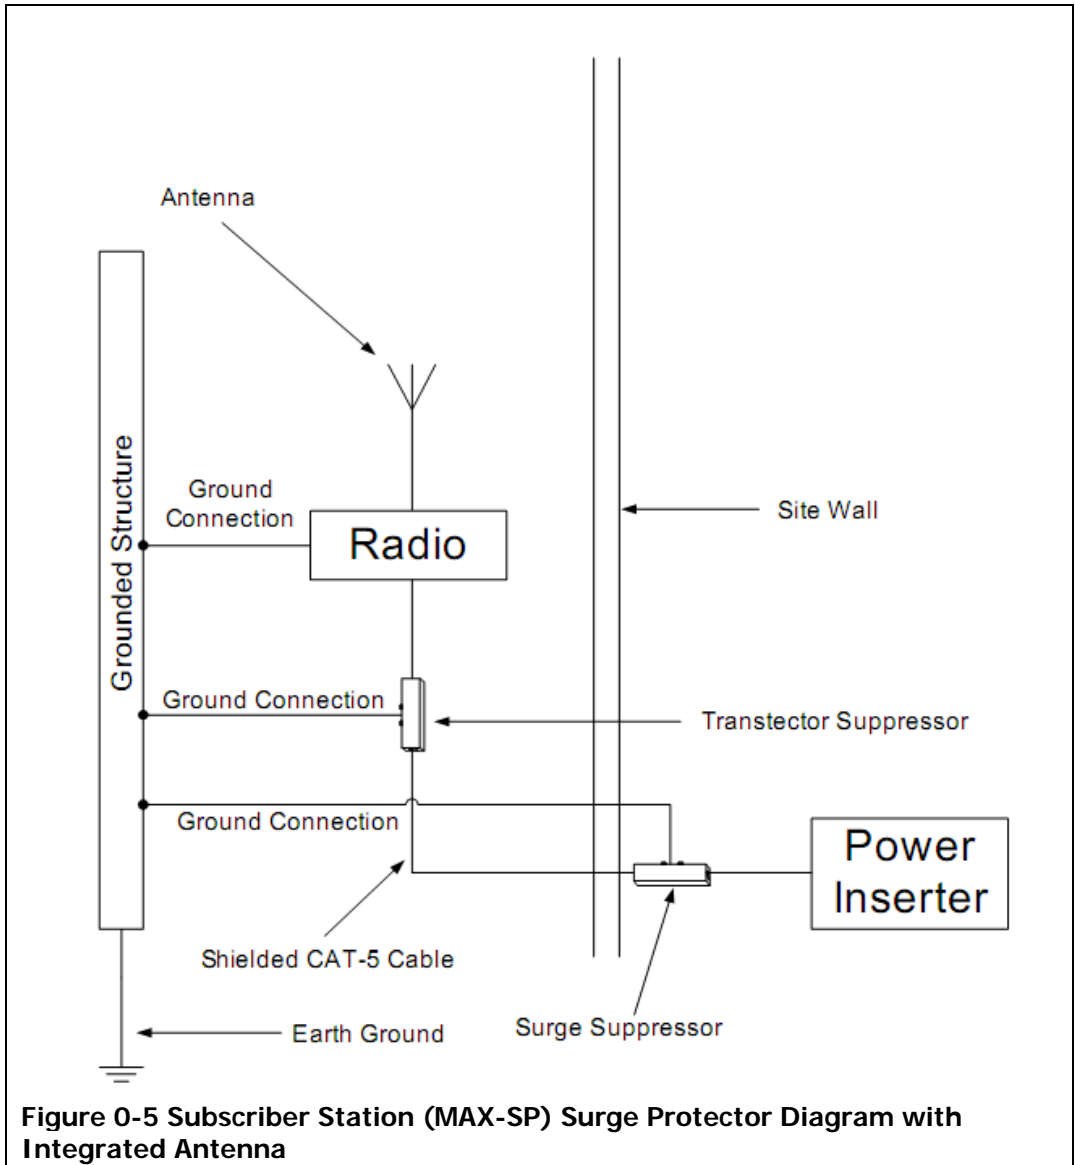 Antenna
Grounded Structure
Ground
Connection
Radio
Site Wall
Ground Connection
Transtector Suppressor
Ground Connection
Power
Inserter
Shielded CAT-5 Cable
Surge Suppressor
Earth Ground
Figure 0-5 Subscriber Station (MAX-SP) Surge Protector Diagram with
Integrated Antenna